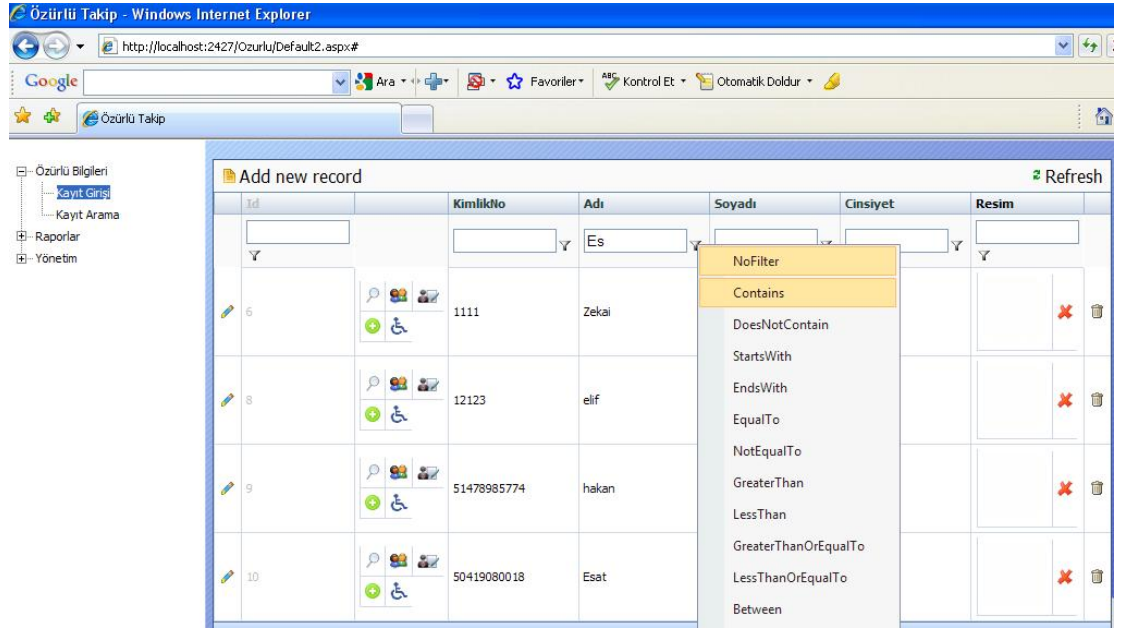 Özürlü Takip - Windows Internet Explorer
http://localhost:2427/Ozurlu/Default2.aspx#
Google Ara Favoriler ABC Kontrol Et Otomatik Doldur
Özürlü Takip
Özürlü Bilgileri
Kayıt Girişi
Kayıt Arama
Raporlar
Yönetim
Add new record Refresh
Id KimlikNo Adı Soyadı Cinsiyet Resim
Es
6 1111 Zekai
8 12123 elif
9 51478985774 hakan
10 50419080018 Esat
NoFilter
Contains
DoesNotContain
StartsWith
EndsWith
EqualTo
NotEqualTo
GreaterThan
LessThan
GreaterThanOrEqualTo
LessThanOrEqualTo
Between